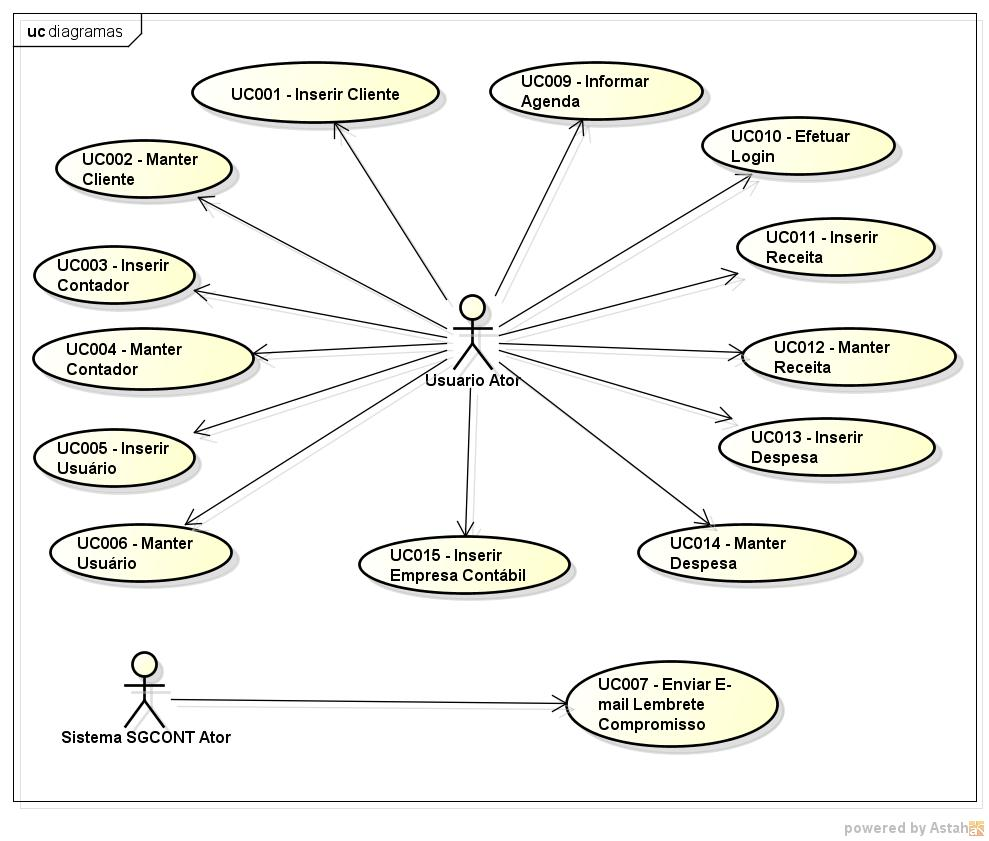 uc diagramas
UC001 - Inserir Cliente
UC009 - Informar
Agenda
UC002 - Manter
Cliente
UC010 - Efetuar
Login
UC003 - Inserir
Contador
UC011 - Inserir
Receita
UC004 - Manter
Contador
Usuario Ator
UC012 - Manter
Receita
UC005 - Inserir
Usuário
UC013 - Inserir
Despesa
UC006 - Manter
Usuário
UC015 - Inserir
Empresa Contábil
UC014 - Manter
Despesa
Sistema SGCONT Ator
UC007 - Enviar E-
mail Lembrete
Compromisso
powered by Astah